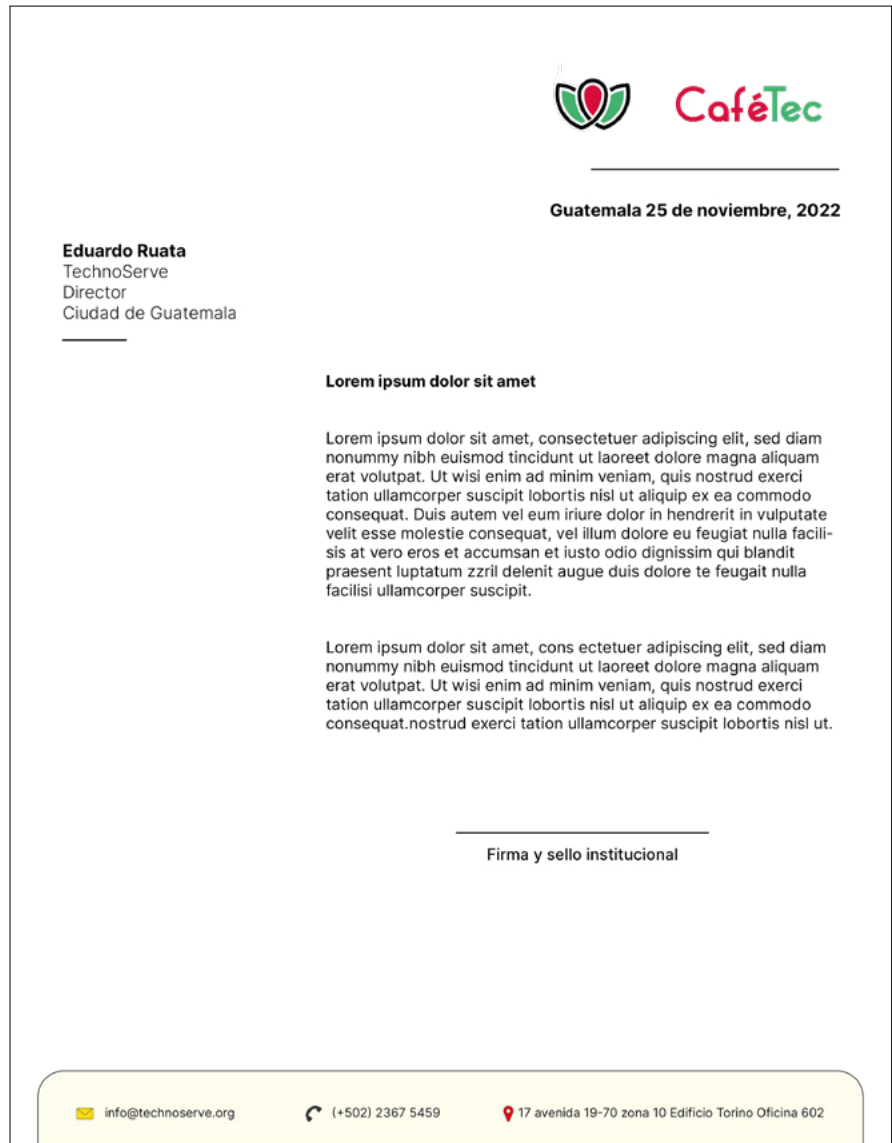 CaféTec
Guatemala 25 de noviembre, 2022
Eduardo Ruata
TechnoServe
Director
Ciudad de Guatemala
Lorem ipsum dolor sit amet
Lorem ipsum dolor sit amet, consectetuer adipiscing elit, sed diam
nonummy nibh euismod tincidunt ut laoreet dolore magna aliquam
erat volutpat. Ut wisi enim ad minim veniam, quis nostrud exerci
tation ullamcorper suscipit lobortis nisl ut aliquip ex ea commodo
consequat. Duis autem vel eum iriure dolor in hendrerit in vulputate
velit esse molestie consequat, vel illum dolore eu feugiat nulla facili-
sis at vero eros et accumsan et iusto odio dignissim qui blandit
praesent luptatum zzril delenit augue duis dolore te feugait nulla
facilisi ullamcorper suscipit.
Lorem ipsum dolor sit amet, cons ectetuer adipiscing elit, sed diam
nonummy nibh euismod tincidunt ut laoreet dolore magna aliquam
erat volutpat. Ut wisi enim ad minim veniam, quis nostrud exerci
tation ullamcorper suscipit lobortis nisl ut aliquip ex ea commodo
consequat.nostrud exerci tation ullamcorper suscipit lobortis nisl ut.
Firma y sello institucional
info@technoserve.org
(+502) 2367 5459
17 avenida 19-70 zona 10 Edificio Torino Oficina 602